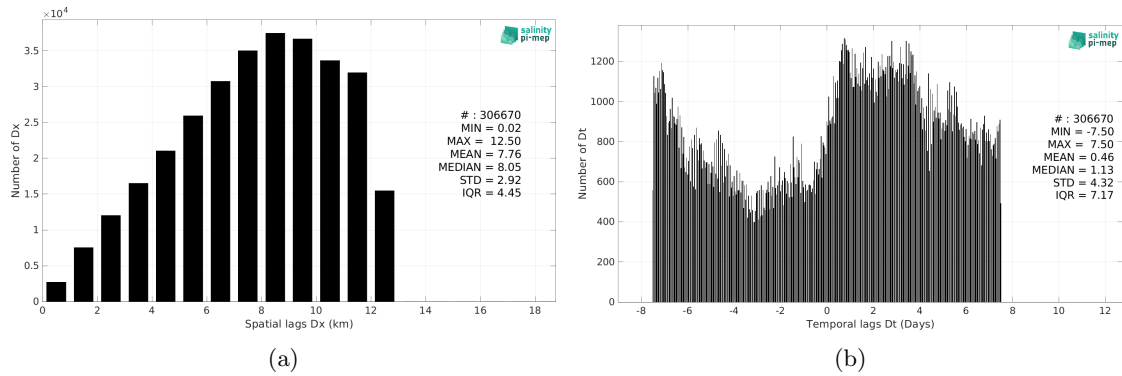 ×10⁴
3.5
3
2.5
2
1.5
1
0.5
0
Number of Dx
0 2 4 6 8 10 12 14 16 18
Spatial lags Dx (km)
salinity
pi-mep
# : 306670
MIN = 0.02
MAX = 12.50
MEAN = 7.76
MEDIAN = 8.05
STD = 2.92
IQR = 4.45
(a)
1200
1000
800
600
400
200
0
Number of Dt
-8 -6 -4 -2 0 2 4 6 8 10 12
Temporal lags Dt (Days)
salinity
pi-mep
# : 306670
MIN = -7.50
MAX = 7.50
MEAN = 0.46
MEDIAN = 1.13
STD = 4.32
IQR = 7.17
(b)